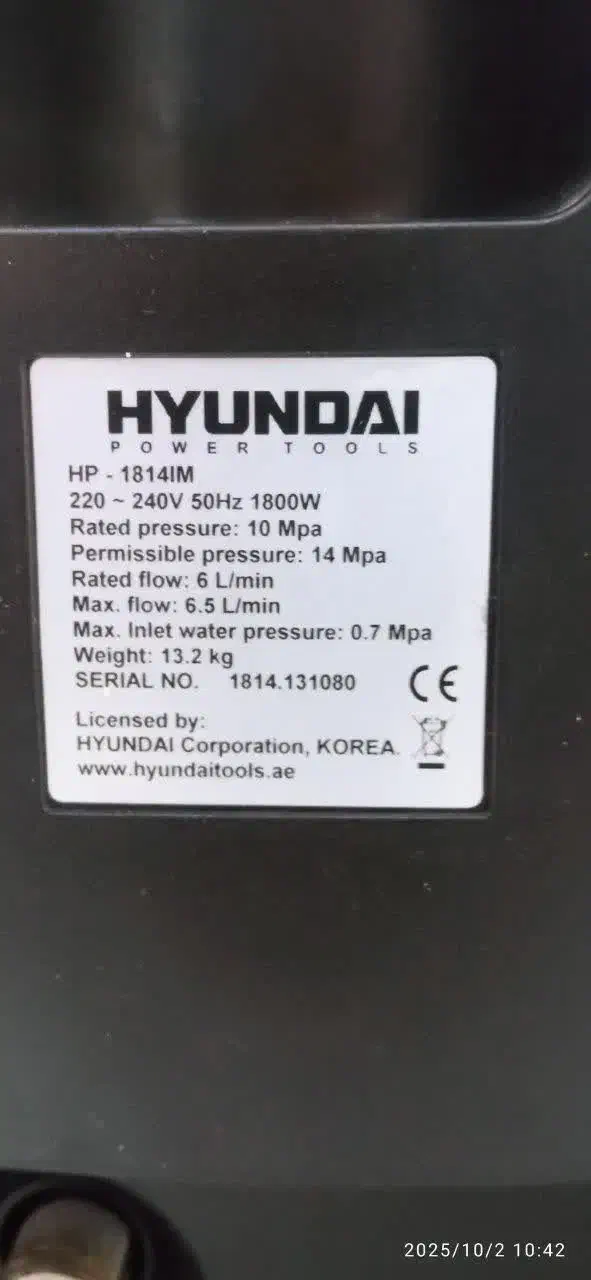 HYUNDAI
POWER TOOLS
HP - 1814IM
220 ~ 240V 50Hz 1800W
Rated pressure: 10 Mpa
Permissible pressure: 14 Mpa
Rated flow: 6 L/min
Max. flow: 6.5 L/min
Max. Inlet water pressure: 0.7 Mpa
Weight: 13.2 kg
SERIAL NO. 1814.131080
CE
Licensed by:
HYUNDAI Corporation, KOREA.
www.hyundaitools.ae
2025/10/2 10:42